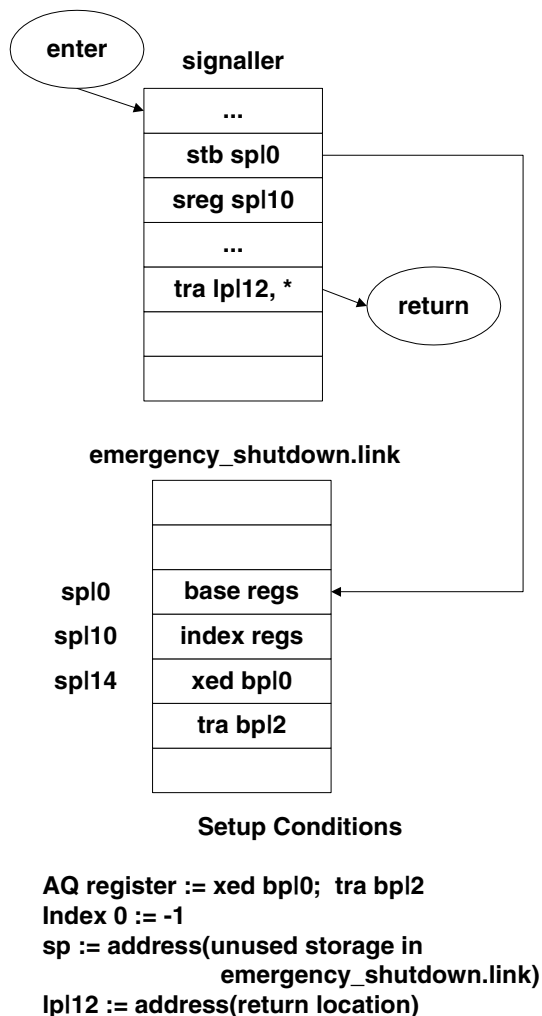 enter
signaller
...
stb sp|0
sreg sp|10
...
tra lp|12, *
return
emergency_shutdown.link
sp|0
base regs
sp|10
index regs
sp|14
xed bp|0
tra bp|2
Setup Conditions
AQ register := xed bp|0; tra bp|2
Index 0 := -1
sp := address(unused storage in
emergency_shutdown.link)
lp|12 := address(return location)